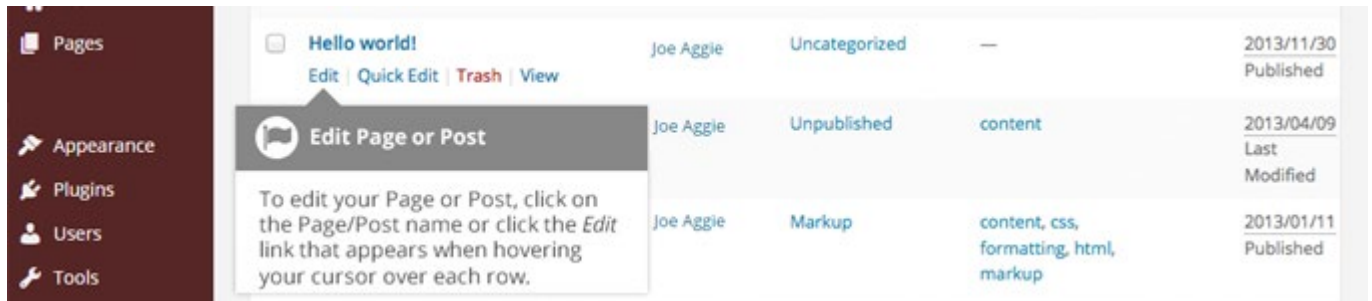 Pages
Appearance
Plugins
Users
Tools
Hello world!
Edit | Quick Edit | Trash | View
Joe Aggie
Uncategorized
—
2013/11/30
Published
Edit Page or Post
To edit your Page or Post, click on
the Page/Post name or click the Edit
link that appears when hovering
your cursor over each row.
Joe Aggie
Unpublished
content
2013/04/09
Last
Modified
Joe Aggie
Markup
content, css,
formatting, html,
markup
2013/01/11
Published